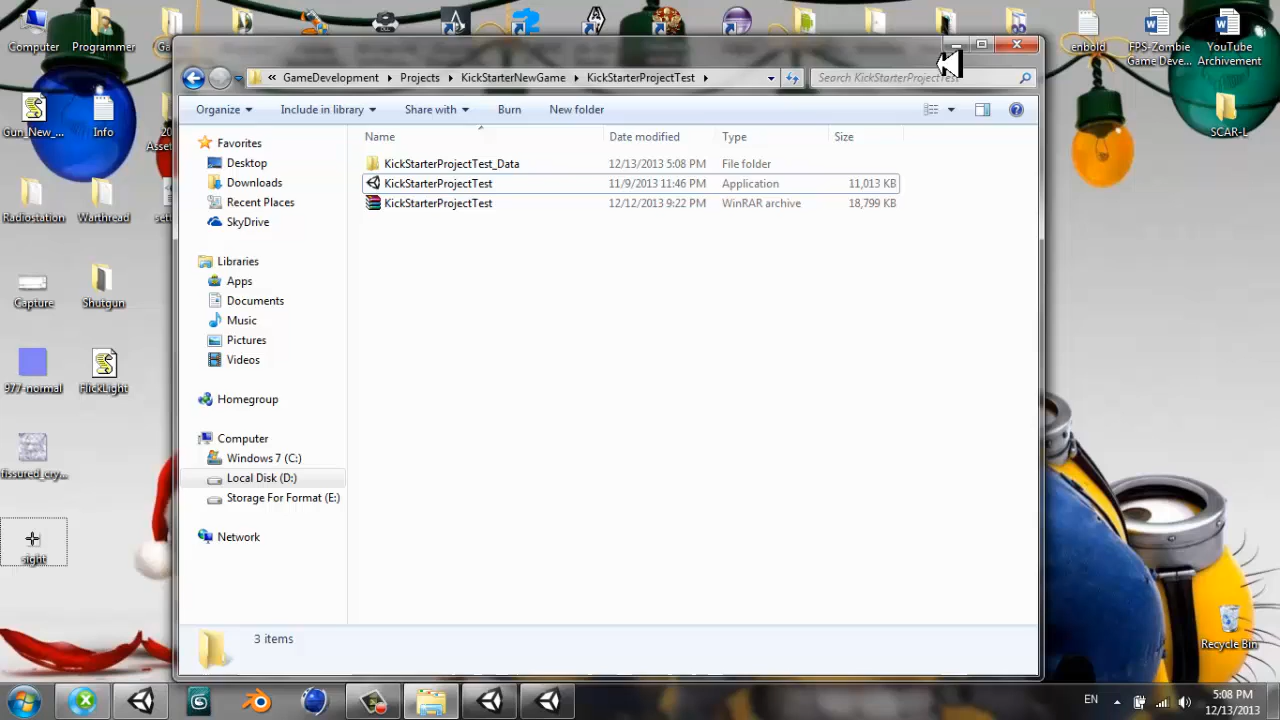 Computer
Programmer
Ga
enbold
FPS-Zombie
Game Deve...
YouTube
Archivement
« GameDevelopment Projects KickStarterNewGame KickStarterProjectTest
Search KickStarterProjectTest
Organize Include in library Share with Burn New folder
Gun_New_...
Info
20
Asset
SCAR-L
Name Date modified Type Size
Favorites
Desktop
Downloads
Recent Places
SkyDrive
KickStarterProjectTest_Data 12/13/2013 5:08 PM File folder
KickStarterProjectTest 11/9/2013 11:46 PM Application 11,013 KB
KickStarterProjectTest 12/12/2013 9:22 PM WinRAR archive 18,799 KB
Radiostation
Warthread
set
Libraries
Apps
Documents
Music
Pictures
Videos
Capture
Shutgun
977-normal
FlickLight
Homegroup
Computer
Windows 7 (C:)
Local Disk (D:)
Storage For Format (E:)
fissured_cry...
Network
sight
3 items
Recycle Bin
EN
5:08 PM
12/13/2013